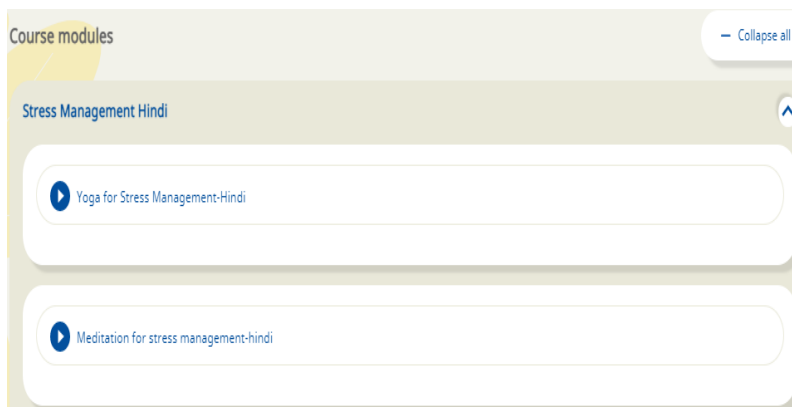 Course modules
− Collapse all
Stress Management Hindi
Yoga for Stress Management-Hindi
Meditation for stress management-hindi